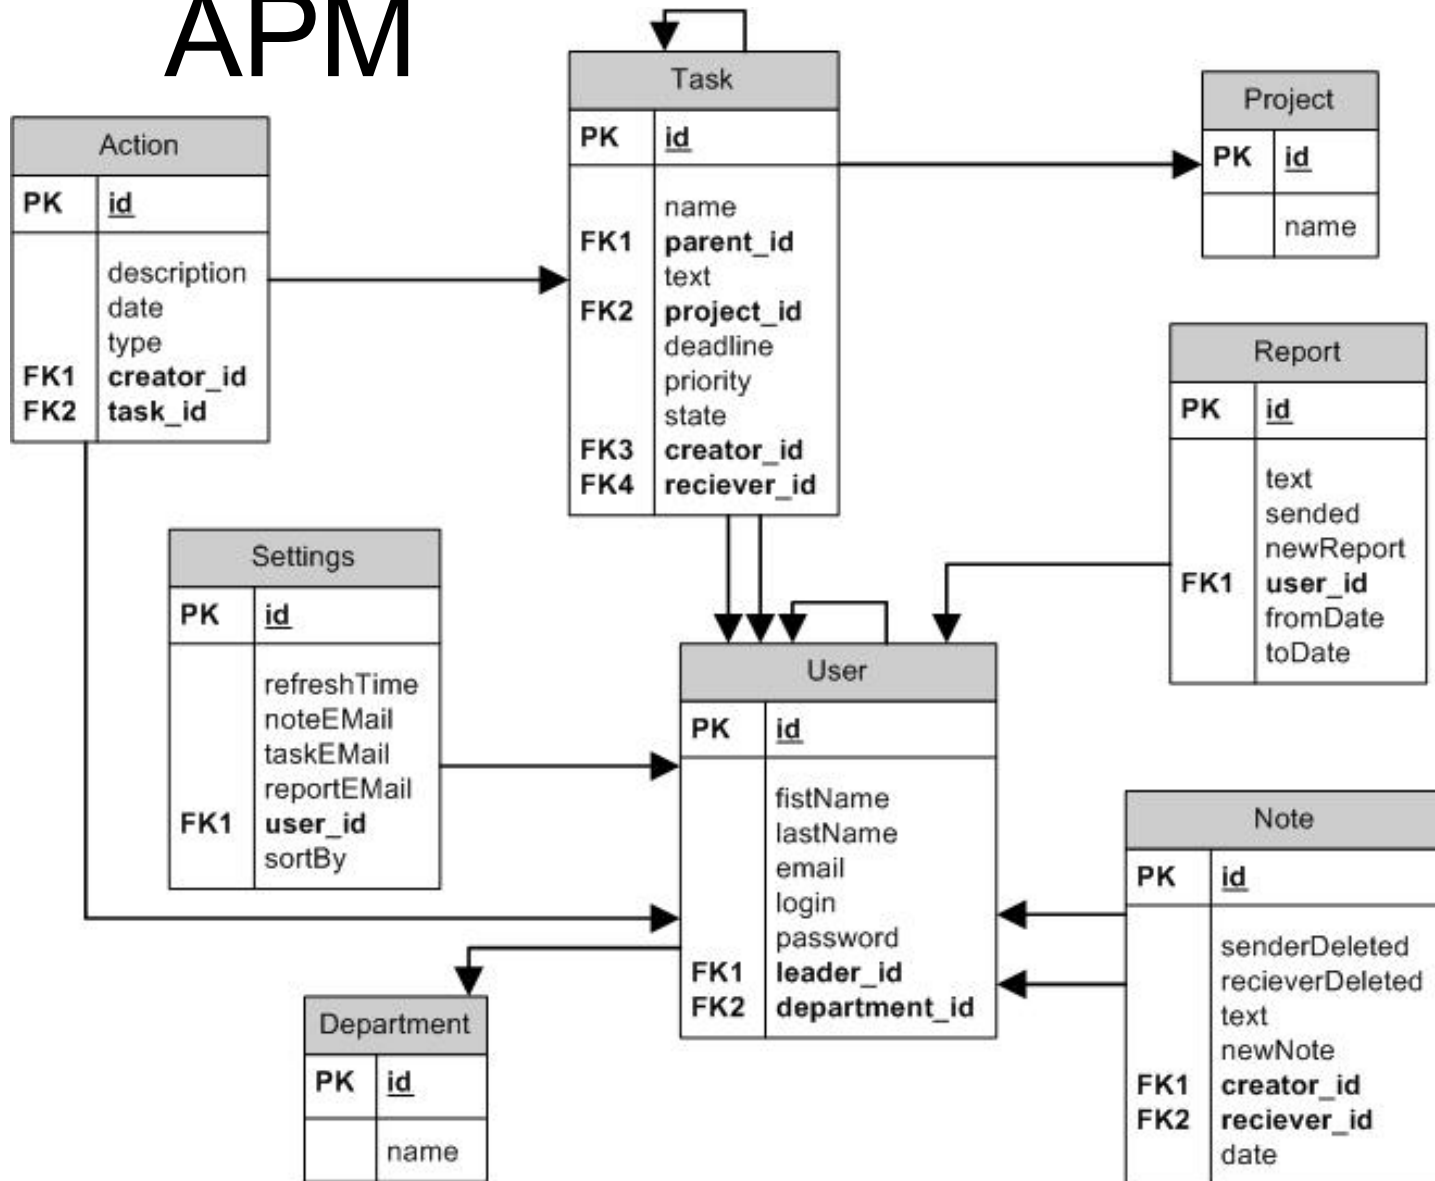 APM
Task
PK id
name
FK1 parent_id
text
FK2 project_id
deadline
priority
state
FK3 creator_id
FK4 reciever_id
Project
PK id
name
Action
PK id
description
date
type
FK1 creator_id
FK2 task_id
Report
PK id
text
sended
newReport
FK1 user_id
fromDate
toDate
Settings
PK id
refreshTime
noteEMail
taskEMail
reportEMail
FK1 user_id
sortBy
User
PK id
fistName
lastName
email
login
password
FK1 leader_id
FK2 department_id
Note
PK id
senderDeleted
recieverDeleted
text
newNote
FK1 creator_id
FK2 reciever_id
date
Department
PK id
name